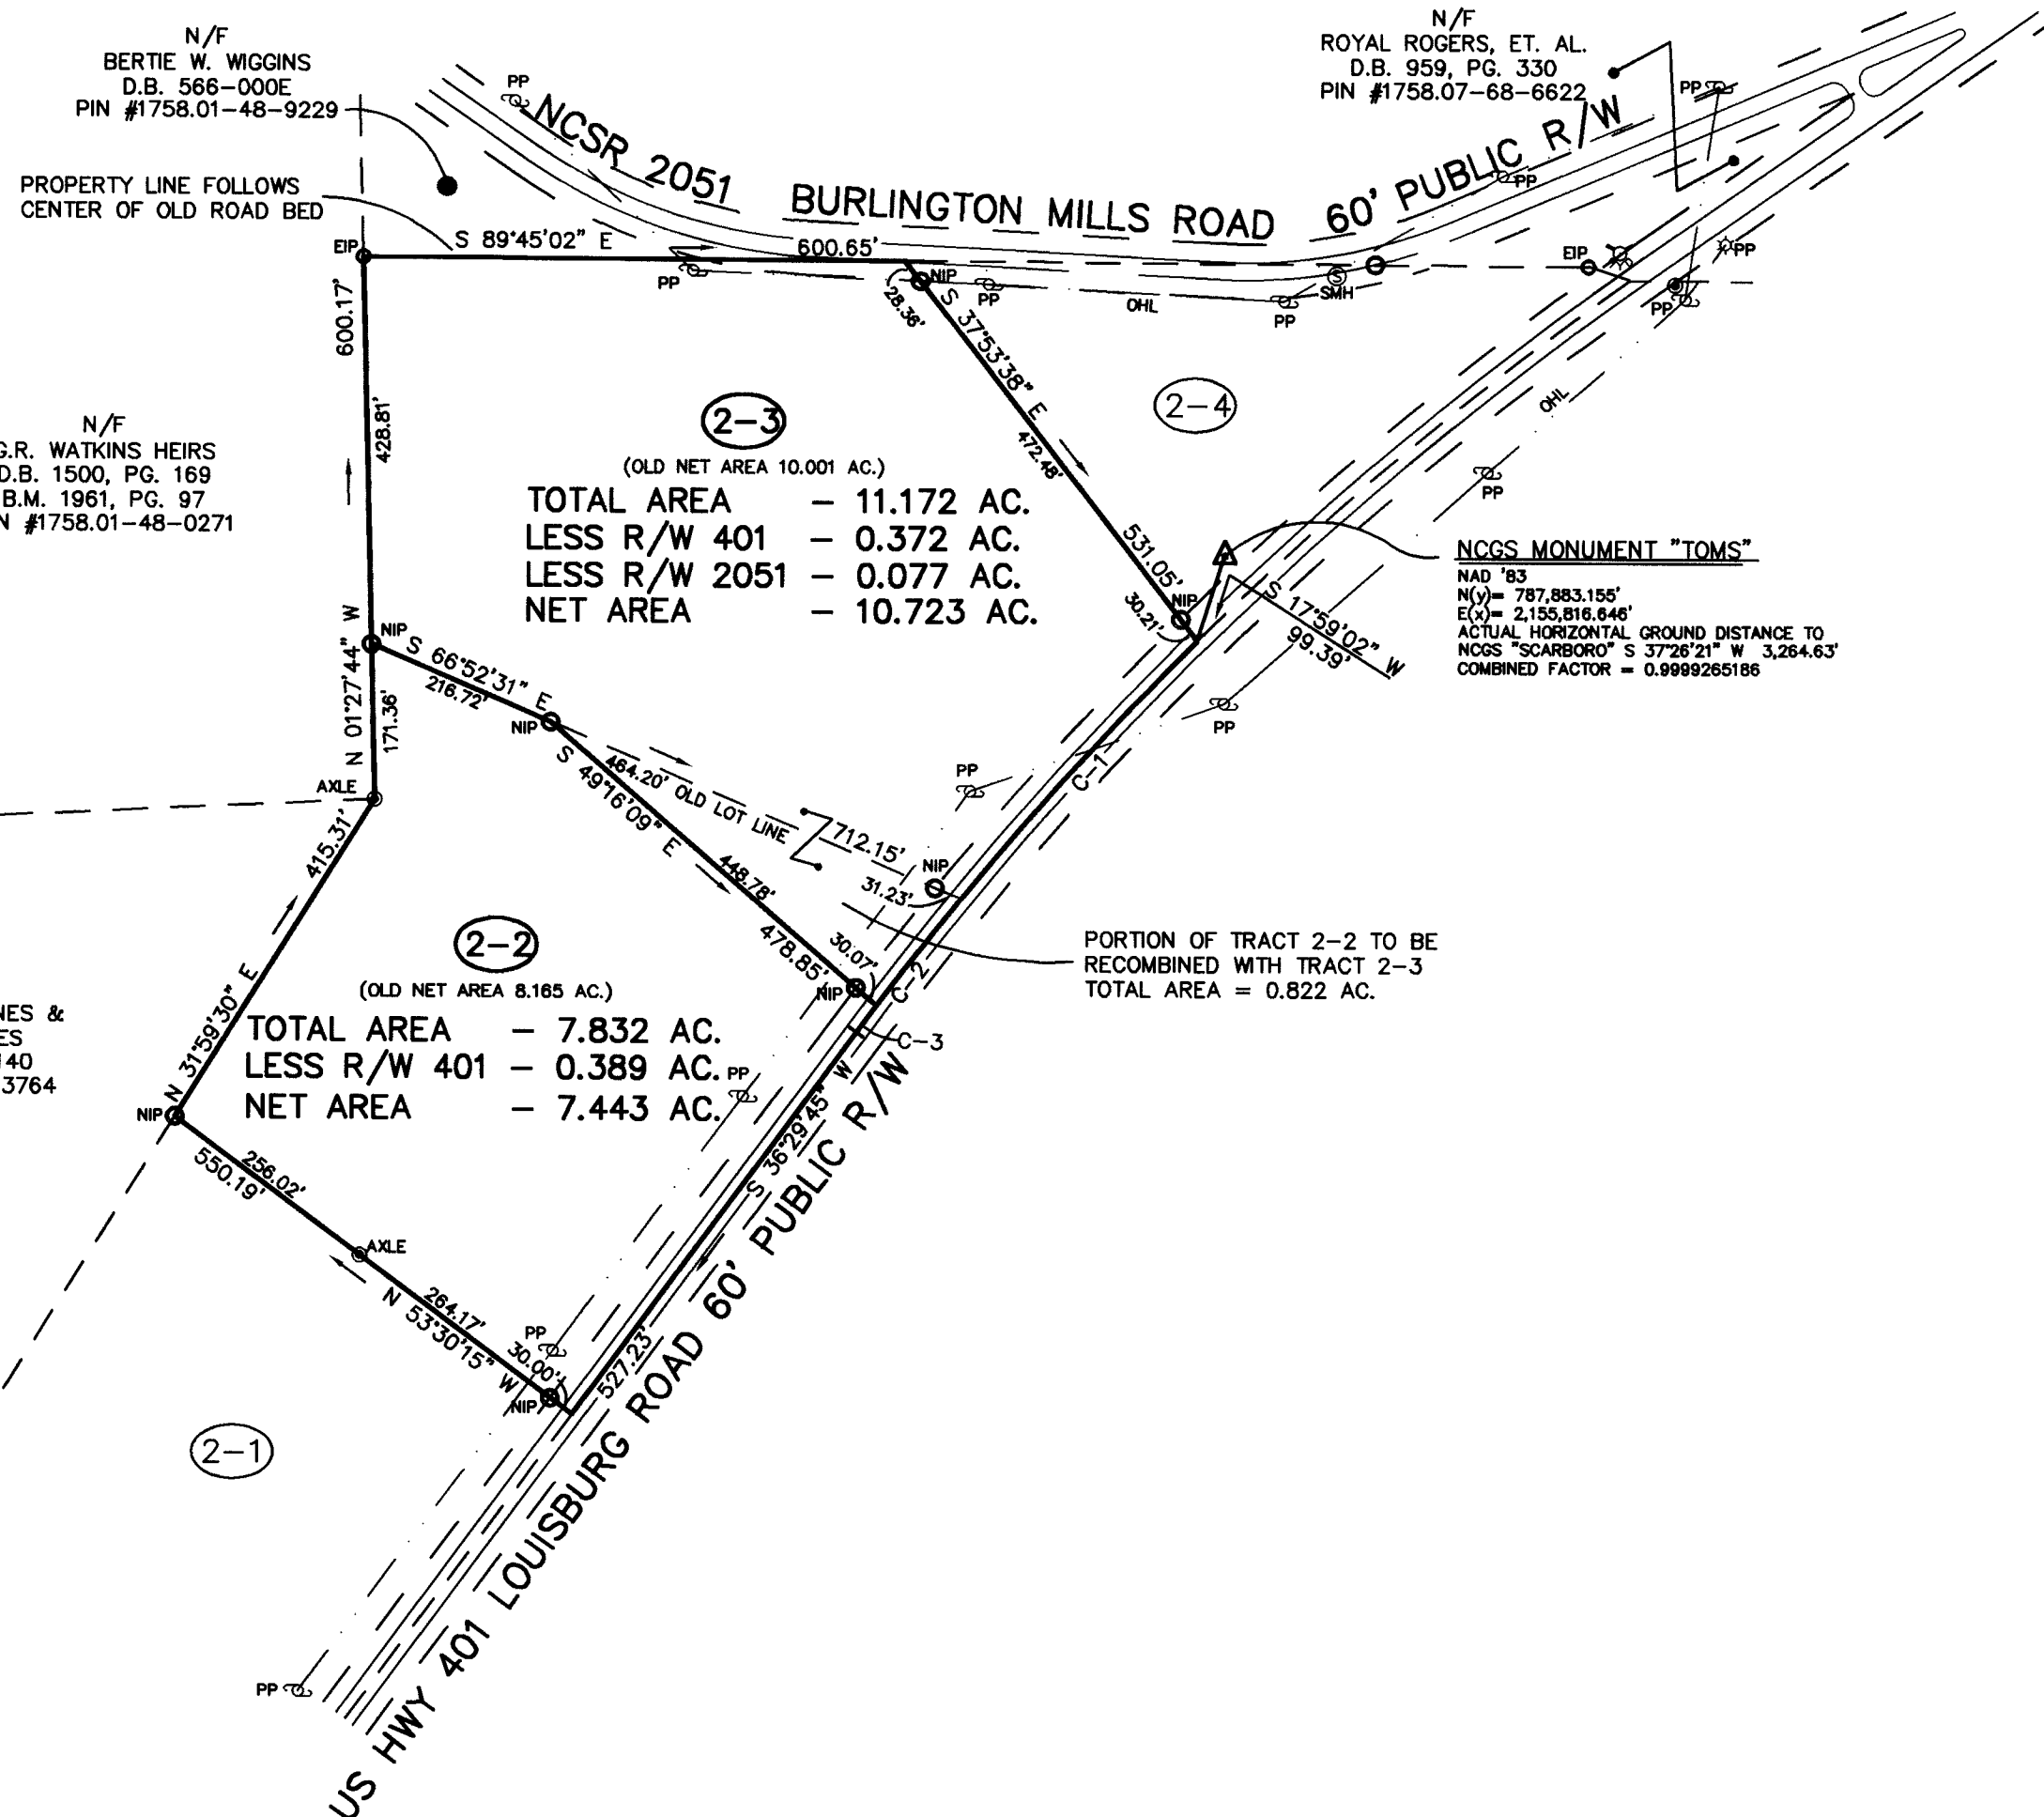 N/F
BERTIE W. WIGGINS
D.B. 566-000E
PIN #1758.01-48-9229
N/F
ROYAL ROGERS, ET. AL.
D.B. 959, PG. 330
PIN #1758.07-68-6622
PP
PP
PP
NCSR 2051 BURLINGTON MILLS ROAD 60' PUBLIC R/W
PROPERTY LINE FOLLOWS
CENTER OF OLD ROAD BED
EIP
S 89°45'02" E
600.65'
PP
NIP
28.36'
PP
OHL
PP
SMH
EIP
PP
PP
600.17'
428.81'
S 37°53'38" E
472.48'
531.05'
2-3
(OLD NET AREA 10.001 AC.)
TOTAL AREA - 11.172 AC.
LESS R/W 401 - 0.372 AC.
LESS R/W 2051 - 0.077 AC.
NET AREA - 10.723 AC.
2-4
OHL
PP
N/F
G.R. WATKINS HEIRS
D.B. 1500, PG. 169
B.M. 1961, PG. 97
N #1758.01-48-0271
NCGS MONUMENT "TOMS"
NAD '83
N(y)= 787,883.155'
E(x)= 2,155,816.646'
ACTUAL HORIZONTAL GROUND DISTANCE TO
NCGS "SCARBORO" S 37°26'21" W 3,264.63'
COMBINED FACTOR = 0.9999265186
NIP
30.21'
S 17°59'02" W
99.39'
PP
N 01°27'44" W
171.36'
NIP
S 66°52'31" E
216.72'
NIP
464.20' OLD LOT LINE
712.15'
S 49°16'09" E
448.78'
478.85'
PP
NIP
31.23'
C-1
AXLE
415.31'
N 31°59'30" E
30.07'
NIP
C-2
C-3
PORTION OF TRACT 2-2 TO BE
RECOMBINED WITH TRACT 2-3
TOTAL AREA = 0.822 AC.
2-2
(OLD NET AREA 8.165 AC.)
TOTAL AREA - 7.832 AC.
LESS R/W 401 - 0.389 AC.
NET AREA - 7.443 AC.
NES &
ES
140
3764
PP
NIP
256.02'
550.19'
AXLE
264.17'
N 53°30'15" W
PP
30.00'
NIP
S 36°29'45" W
527.23'
2-1
PP
US HWY 401 LOUISBURG ROAD 60' PUBLIC R/W